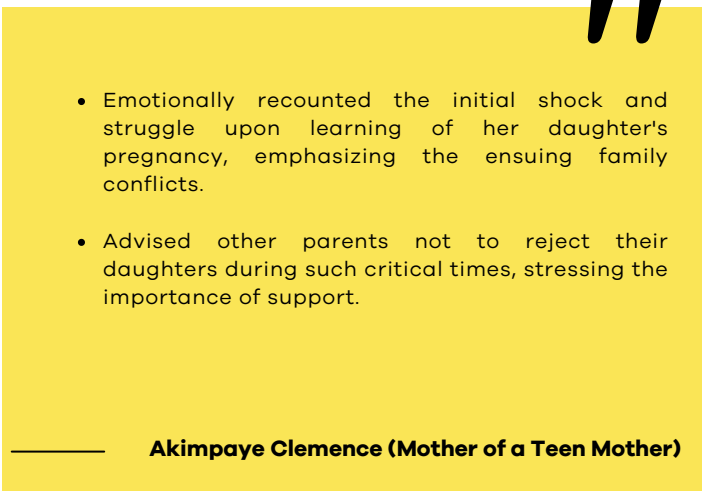 "
• Emotionally recounted the initial shock and
struggle upon learning of her daughter's
pregnancy, emphasizing the ensuing family
conflicts.
• Advised other parents not to reject their
daughters during such critical times, stressing the
importance of support.
Akimpaye Clemence (Mother of a Teen Mother)